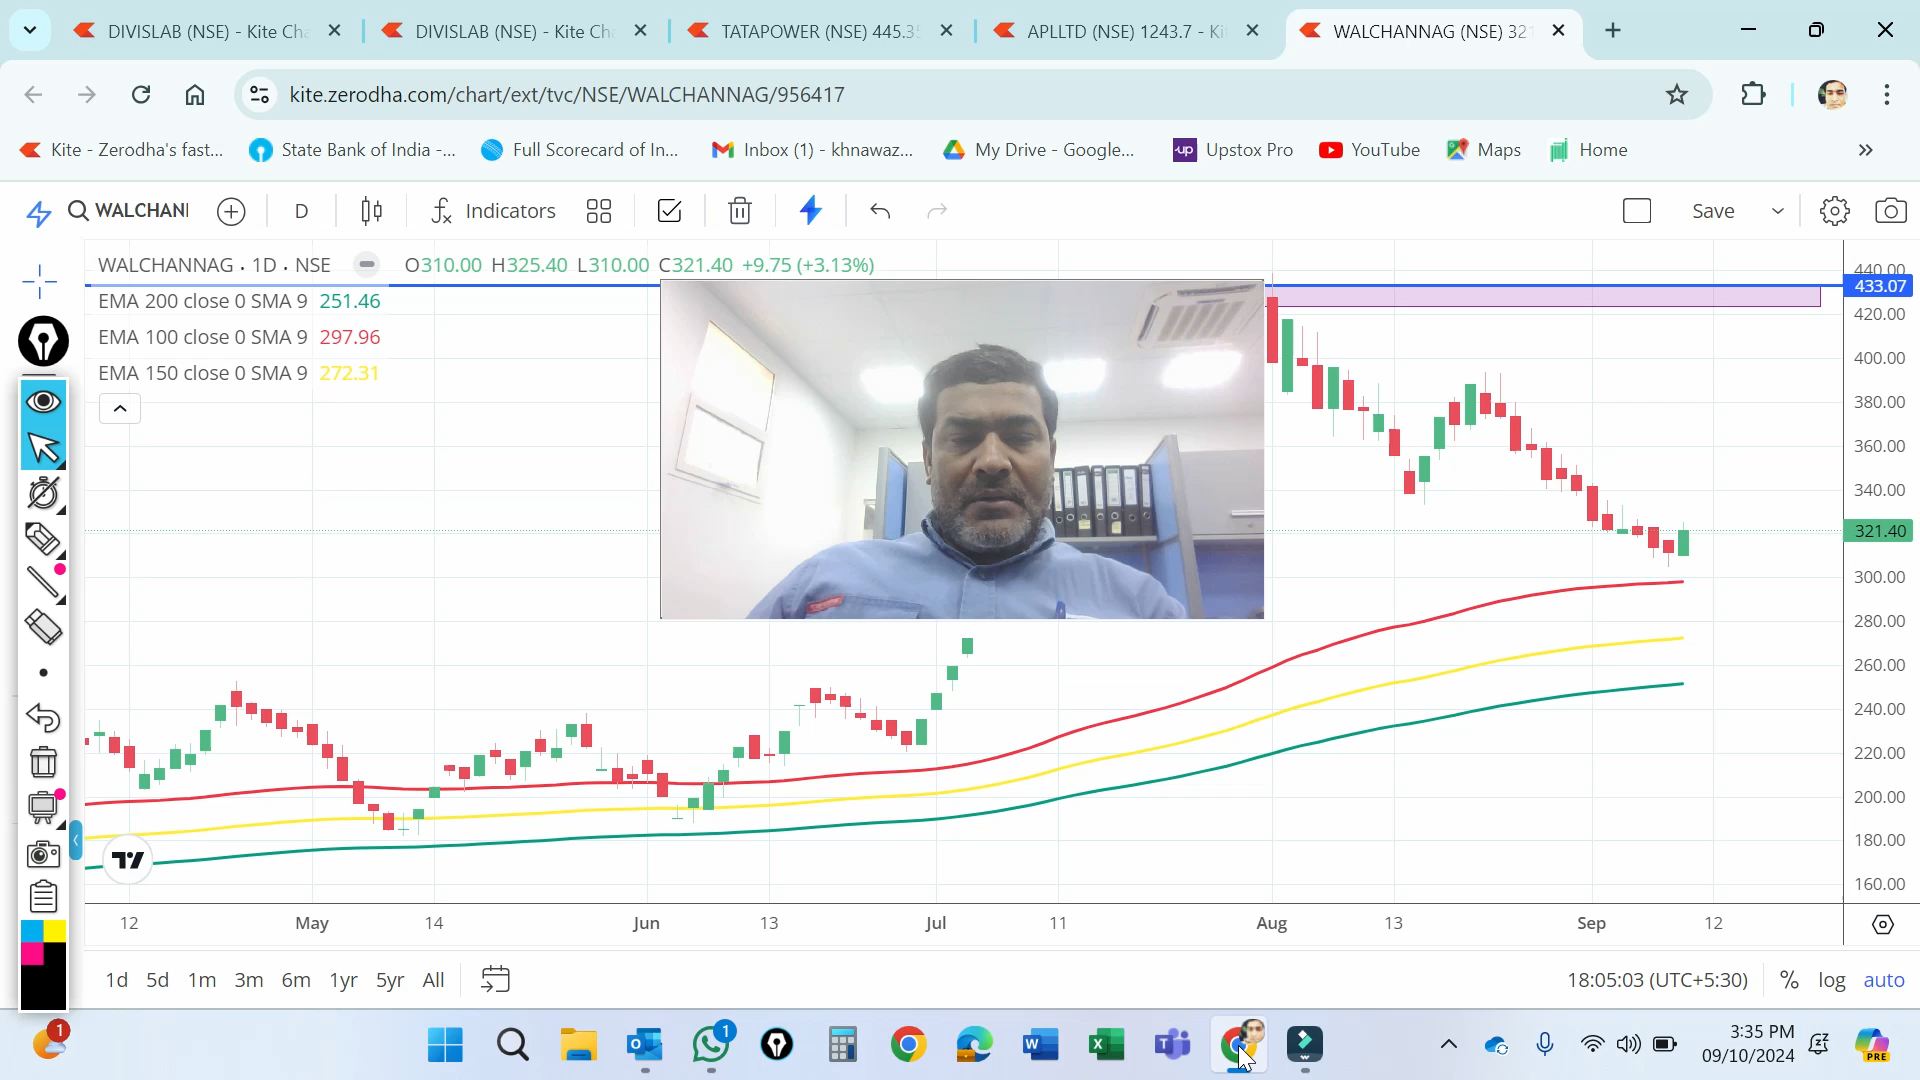 DIVISLAB (NSE) - Kite Ch
DIVISLAB (NSE) - Kite Ch
TATAPOWER (NSE) 445.3
APLLTD (NSE) 1243.7 - Ki
WALCHANNAG (NSE) 321
kite.zerodha.com/chart/ext/tvc/NSE/WALCHANNAG/956417
Kite - Zerodha's fast...
State Bank of India -...
Full Scorecard of In...
Inbox (1) - khnawaz...
My Drive - Google...
up
Upstox Pro
YouTube
Maps
Home
WALCHAN
D
Indicators
Save
WALCHANNAG . 1D . NSE
O310.00 H325.40 L310.00 C321.40 +9.75 (+3.13%)
EMA 200 close 0 SMA 9 251.46
EMA 100 close 0 SMA 9 297.96
EMA 150 close 0 SMA 9 272.31
440.00
433.07
420.00
400.00
380.00
360.00
340.00
321.40
300.00
280.00
260.00
240.00
220.00
200.00
180.00
160.00
12
May
14
Jun
13
Jul
11
Aug
13
Sep
12
1d 5d 1m 3m 6m 1yr 5yr All
18:05:03 (UTC+5:30)
% log auto
1
1
3:35 PM
09/10/2024
PRE